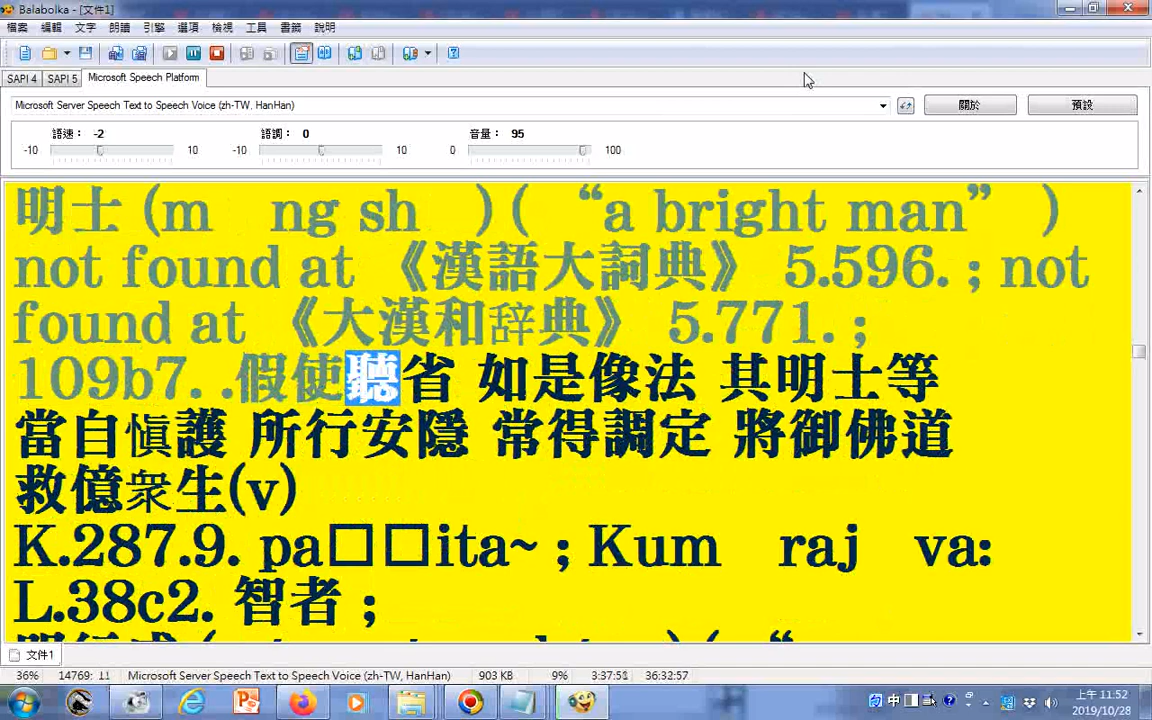 Balabolka - [文件1]
檔案 編輯 文字 朗讀 引擎 選項 檢視 工具 書籤 說明
SAPI 4 SAPI 5 Microsoft Speech Platform
Microsoft Server Speech Text to Speech Voice (zh-TW, HanHan) 關於 預設
語速： -2 語調： 0 音量： 95
-10 10 -10 10 0 100
明士 (m ng sh ) ( “a bright man” )
not found at 《漢語大詞典》 5.596. ; not
found at 《大漢和辞典》 5.771. ;
109b7. .假使聽省 如是像法 其明士等
當自愼護 所行安隱 常得調定 將御佛道
救億衆生(v)
K.287.9. pa□□ita~ ; Kum raj va:
L.38c2. 智者 ;
文件1
36% 14769: 11 Microsoft Server Speech Text to Speech Voice (zh-TW, HanHan) 903 KB 9% 3:37:51 36:32:57
中 上午 11:52
2019/10/28